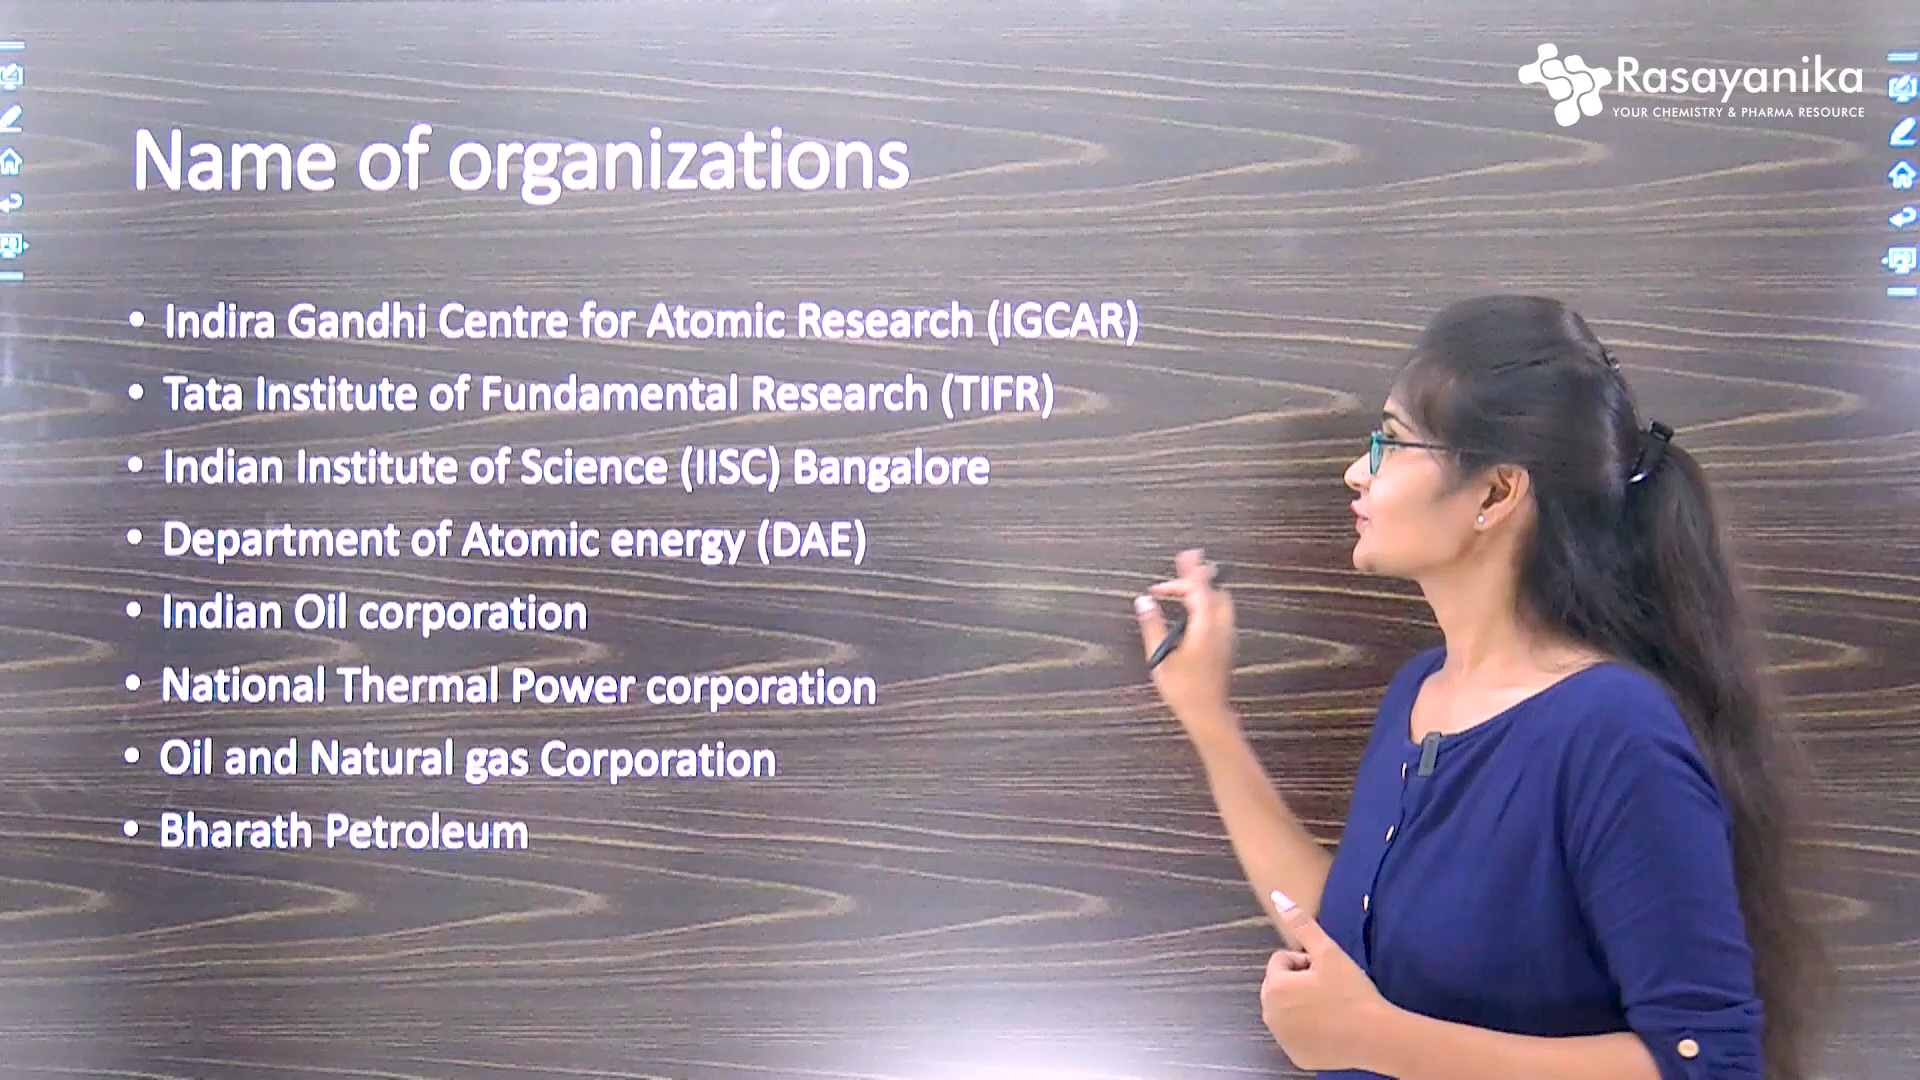 Rasayanika
YOUR CHEMISTRY & PHARMA RESOURCE
Name of organizations
• Indira Gandhi Centre for Atomic Research (IGCAR)
• Tata Institute of Fundamental Research (TIFR)
• Indian Institute of Science (IISC) Bangalore
• Department of Atomic energy (DAE)
• Indian Oil corporation
• National Thermal Power corporation
• Oil and Natural gas Corporation
• Bharath Petroleum